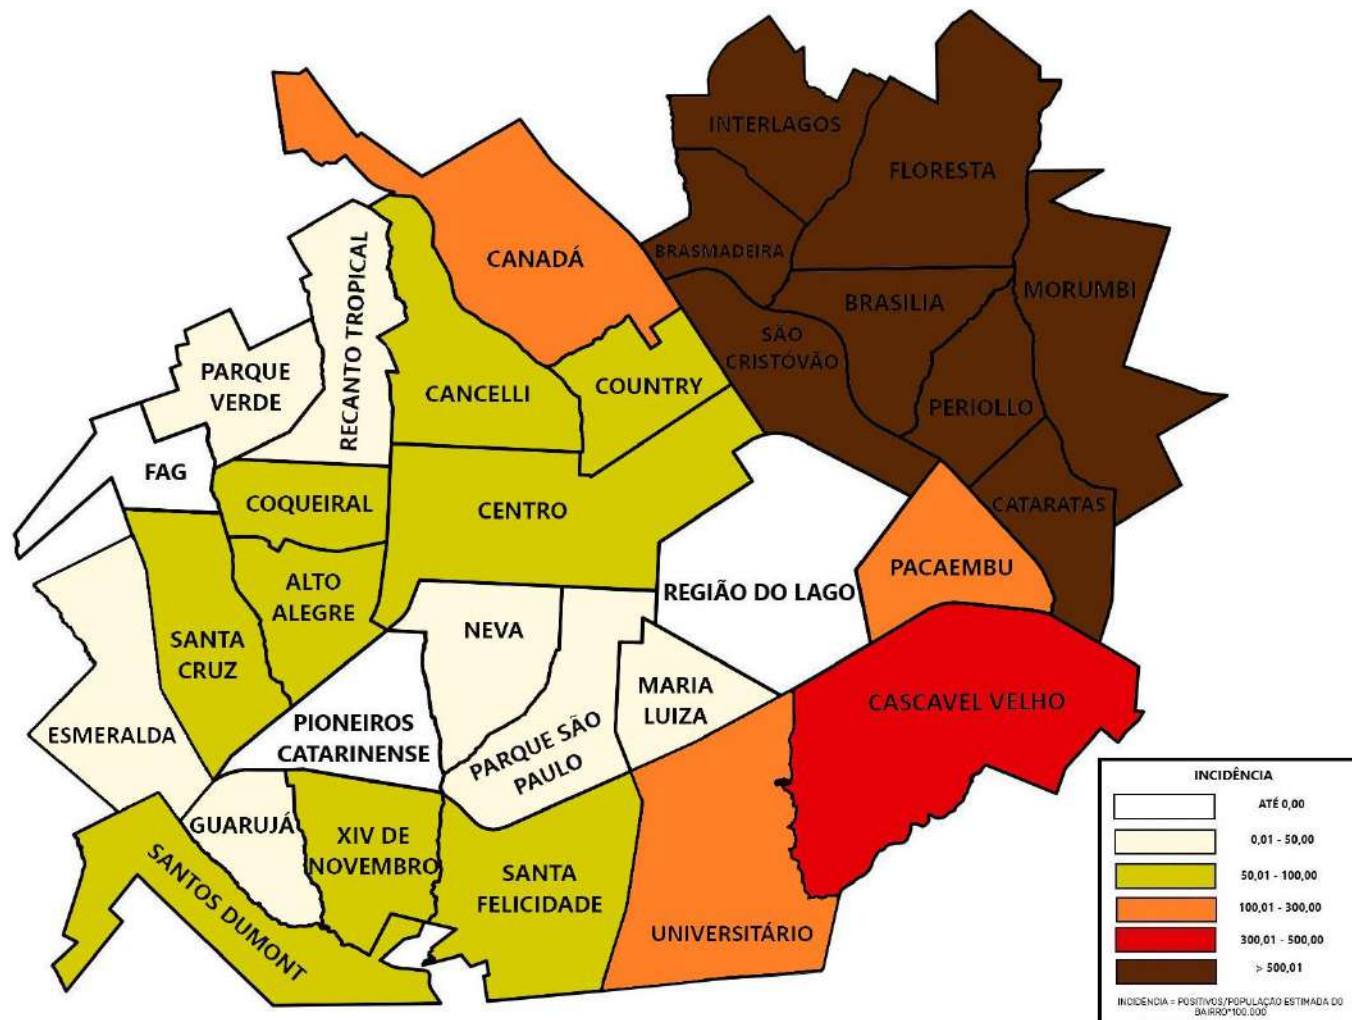 INTERLAGOS
FLORESTA
CANADÁ
BRASMADEIRA
MORUMBI
BRASILIA
RECANTO TROPICAL
SÃO
CRISTÓVÃO
PARQUE
VERDE
CANCELLI
COUNTRY
PERIOLLO
FAG
COQUEIRAL
CENTRO
CATARATAS
PACAEMBU
ALTO
ALEGRE
REGIÃO DO LAGO
SANTA
CRUZ
NEVA
MARIA
LUIZA
CASCAVEL VELHO
ESMERALDA
PIONEIROS
CATARINENSE
PARQUE SÃO
PAULO
GUARUJÁ
XIV DE
NOVEMBRO
SANTA
FELICIDADE
SANTOS DUMONT
UNIVERSITÁRIO
INCIDÊNCIA
ATÉ 0,00
0,01 - 50,00
50,01 - 100,00
100,01 - 300,00
300,01 - 500,00
> 500,01
INCIDÊNCIA = POSITIVOS/POPULAÇÃO ESTIMADA DO
BAIRRO*100.000